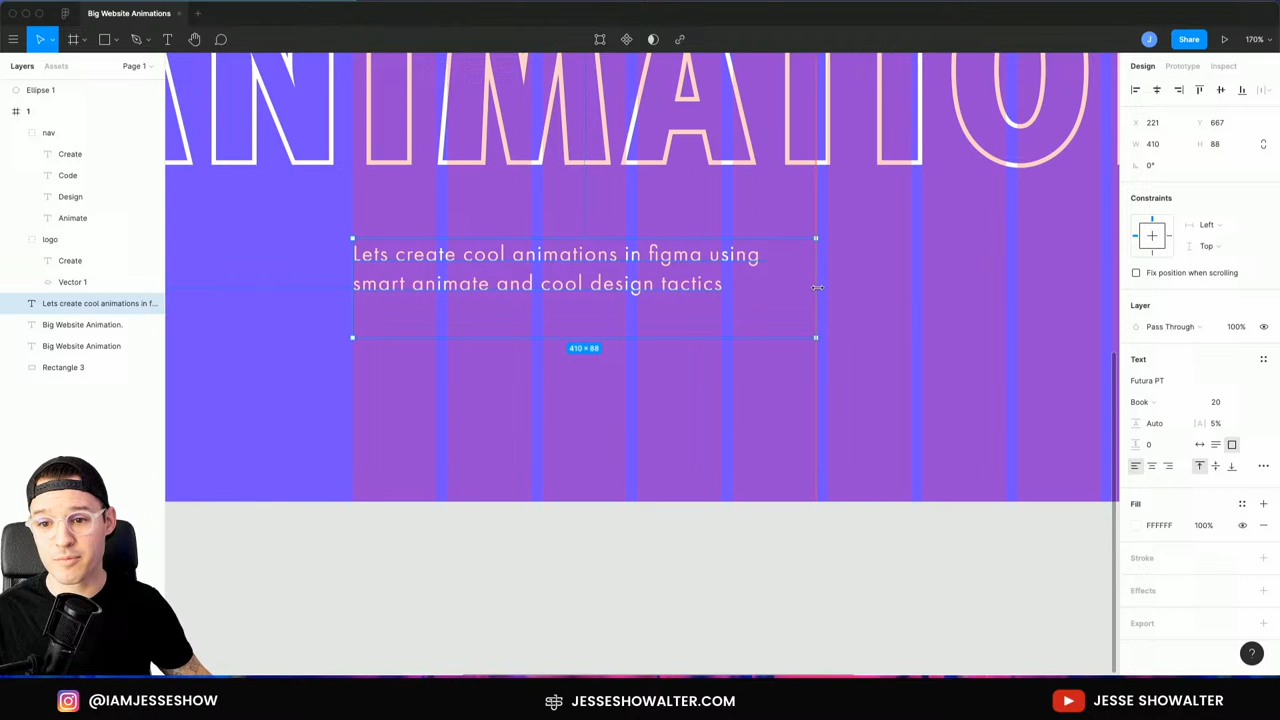 Big Website Animations
Share
170%
Layers
Assets
Page 1
Design
Prototype
Inspect
Ellipse 1
1
nav
Create
Code
Design
Animate
logo
Create
Vector 1
Lets create cool animations in f...
Big Website Animation.
Big Website Animation
Rectangle 3
ANIMATIO
Lets create cool animations in figma using
smart animate and cool design tactics
410 × 88
X 221 Y 667
W 410 H 88
0°
Constraints
Left
Top
Fix position when scrolling
Layer
Pass Through 100%
Text
Futura PT
Book 20
Auto |A| 5%
0
Fill
FFFFFF 100%
Stroke
Effects
Export
?
J
@IAMJESSESHOW
JESSESHOWALTER.COM
JESSE SHOWALTER